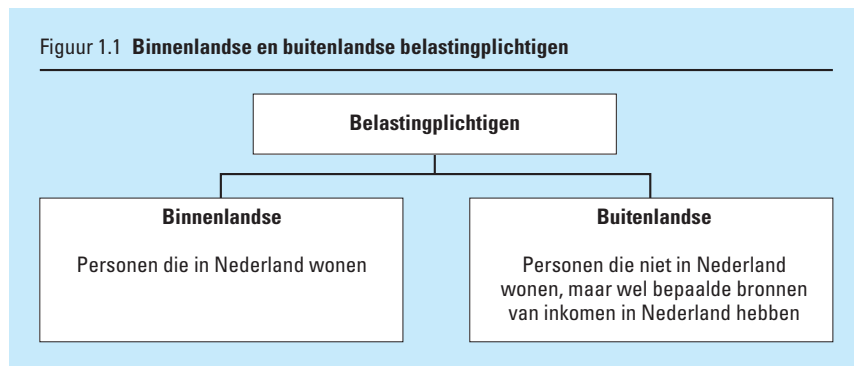 Figuur 1.1 Binnenlandse en buitenlandse belastingplichtigen
Belastingplichtigen
Binnenlandse
Personen die in Nederland wonen
Buitenlandse
Personen die niet in Nederland
wonen, maar wel bepaalde bronnen
van inkomen in Nederland hebben